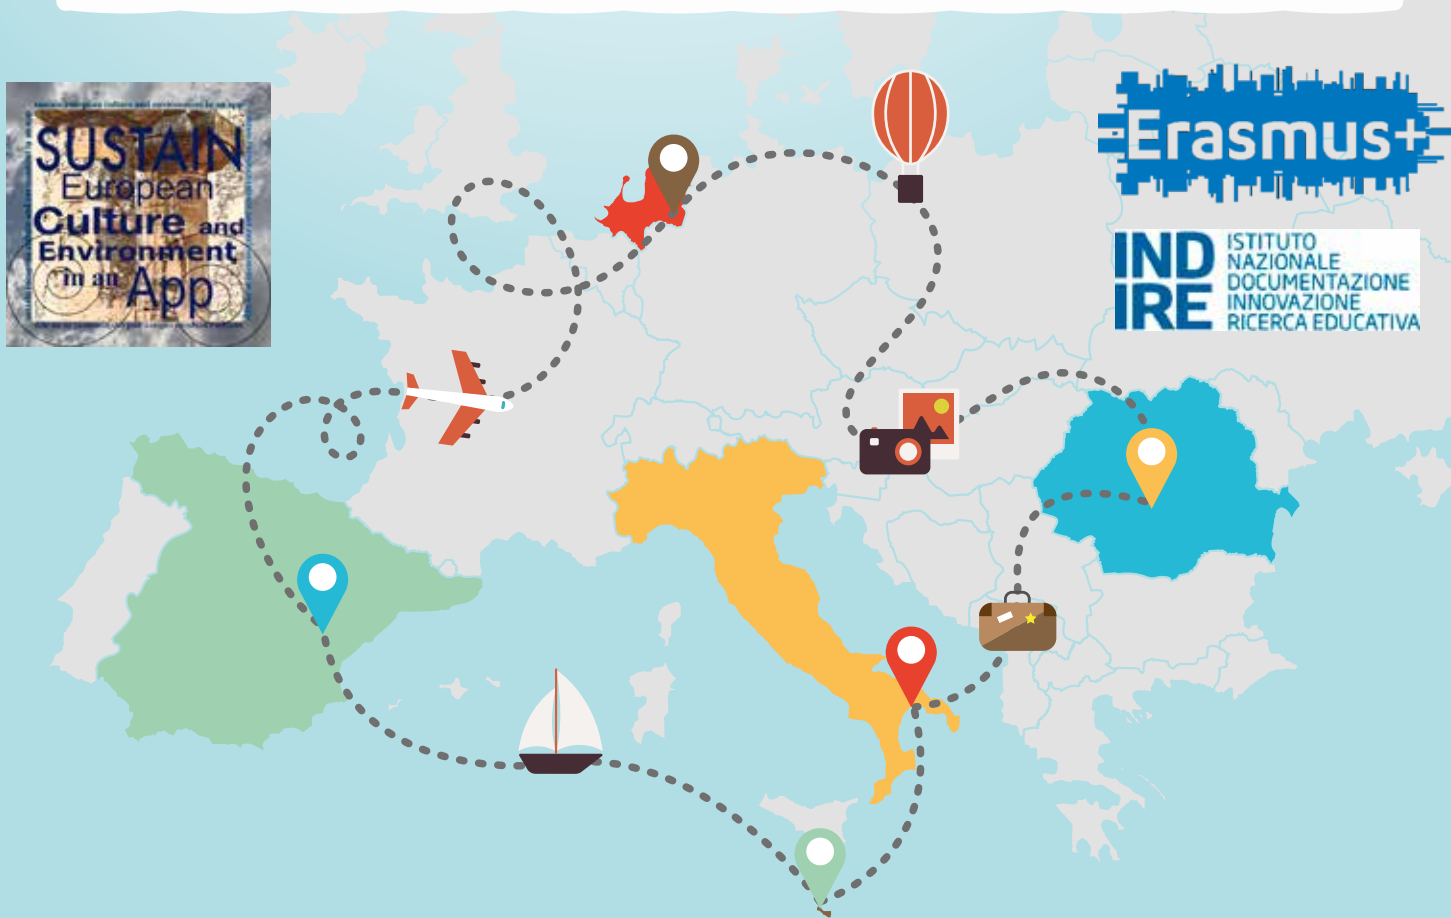 SUSTAIN
European
Culture and
Environment
in an App
Erasmus+
IND
IRE
ISTITUTO
NAZIONALE
DOCUMENTAZIONE
INNOVAZIONE
RICERCA EDUCATIVA